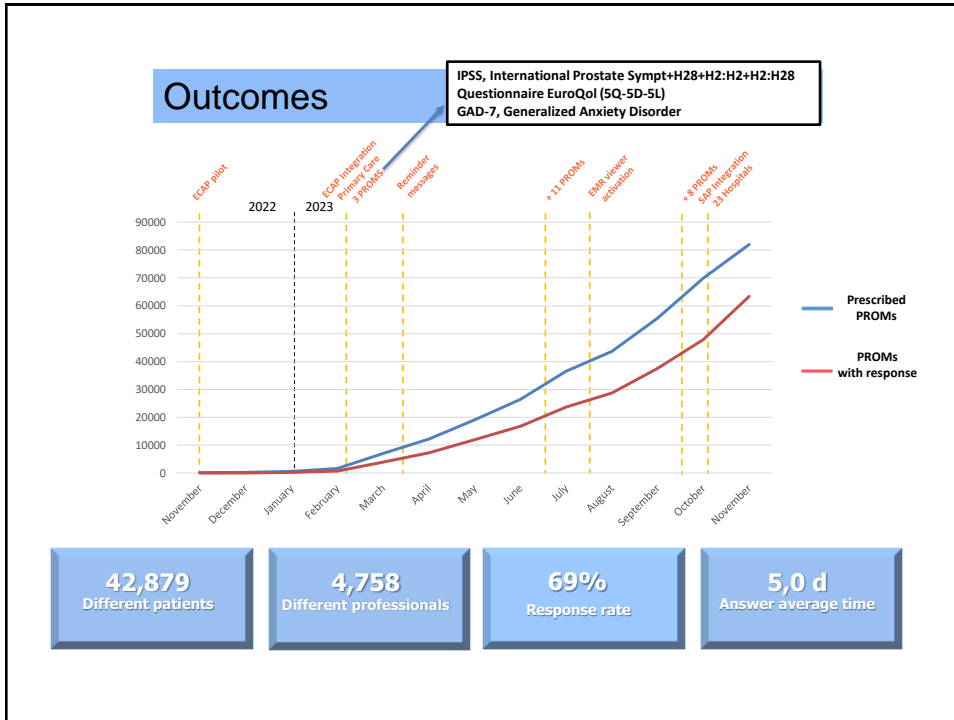 Outcomes
IPSS, International Prostate Sympt+H28+H2:H2+H2:H28
Questionnaire EuroQol (5Q-5D-5L)
GAD-7, Generalized Anxiety Disorder
ECAP pilot
ECAP Integration
Primary Care
3 PROMS
Reminder
messages
+ 11 PROMs
EMR viewer
activation
+ 8 PROMs
SAP Integration
23 Hospitals
2022
2023
90000
80000
70000
60000
50000
40000
30000
20000
10000
0
November
December
January
February
March
April
May
June
July
August
September
October
November
Prescribed
PROMs
PROMs
with response
42,879
Different patients
4,758
Different professionals
69%
Response rate
5,0 d
Answer average time